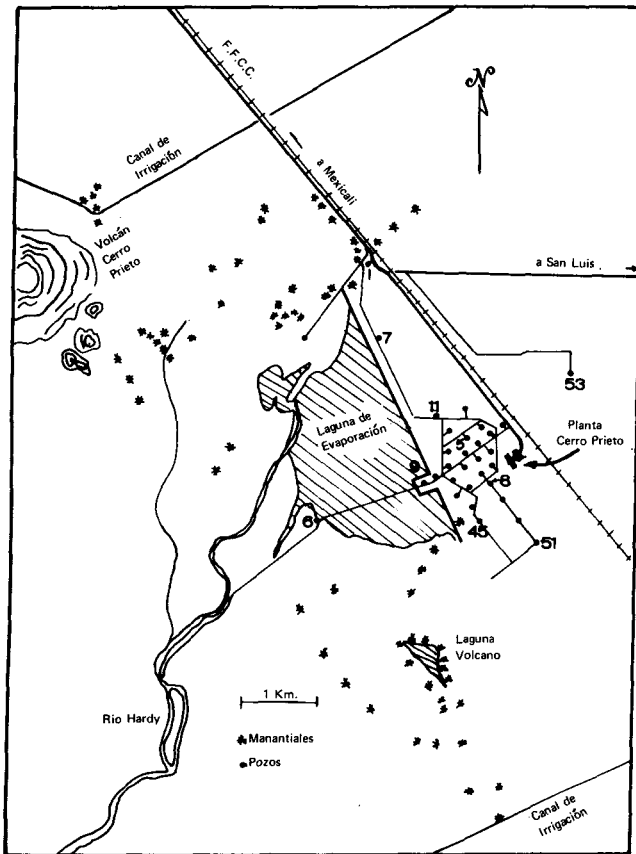 F.F.C.C.
N
Canal de
Irrigación
a Mexicali
Volcán
Cerro
Prieto
a San Luis
7
53
11
5
Laguna de
Evaporación
Planta
Cerro Prieto
9
8
6
45
51
Laguna
Volcano
1 Km.
Rio Hardy
Manantiales
Pozos
Canal de
Irrigación